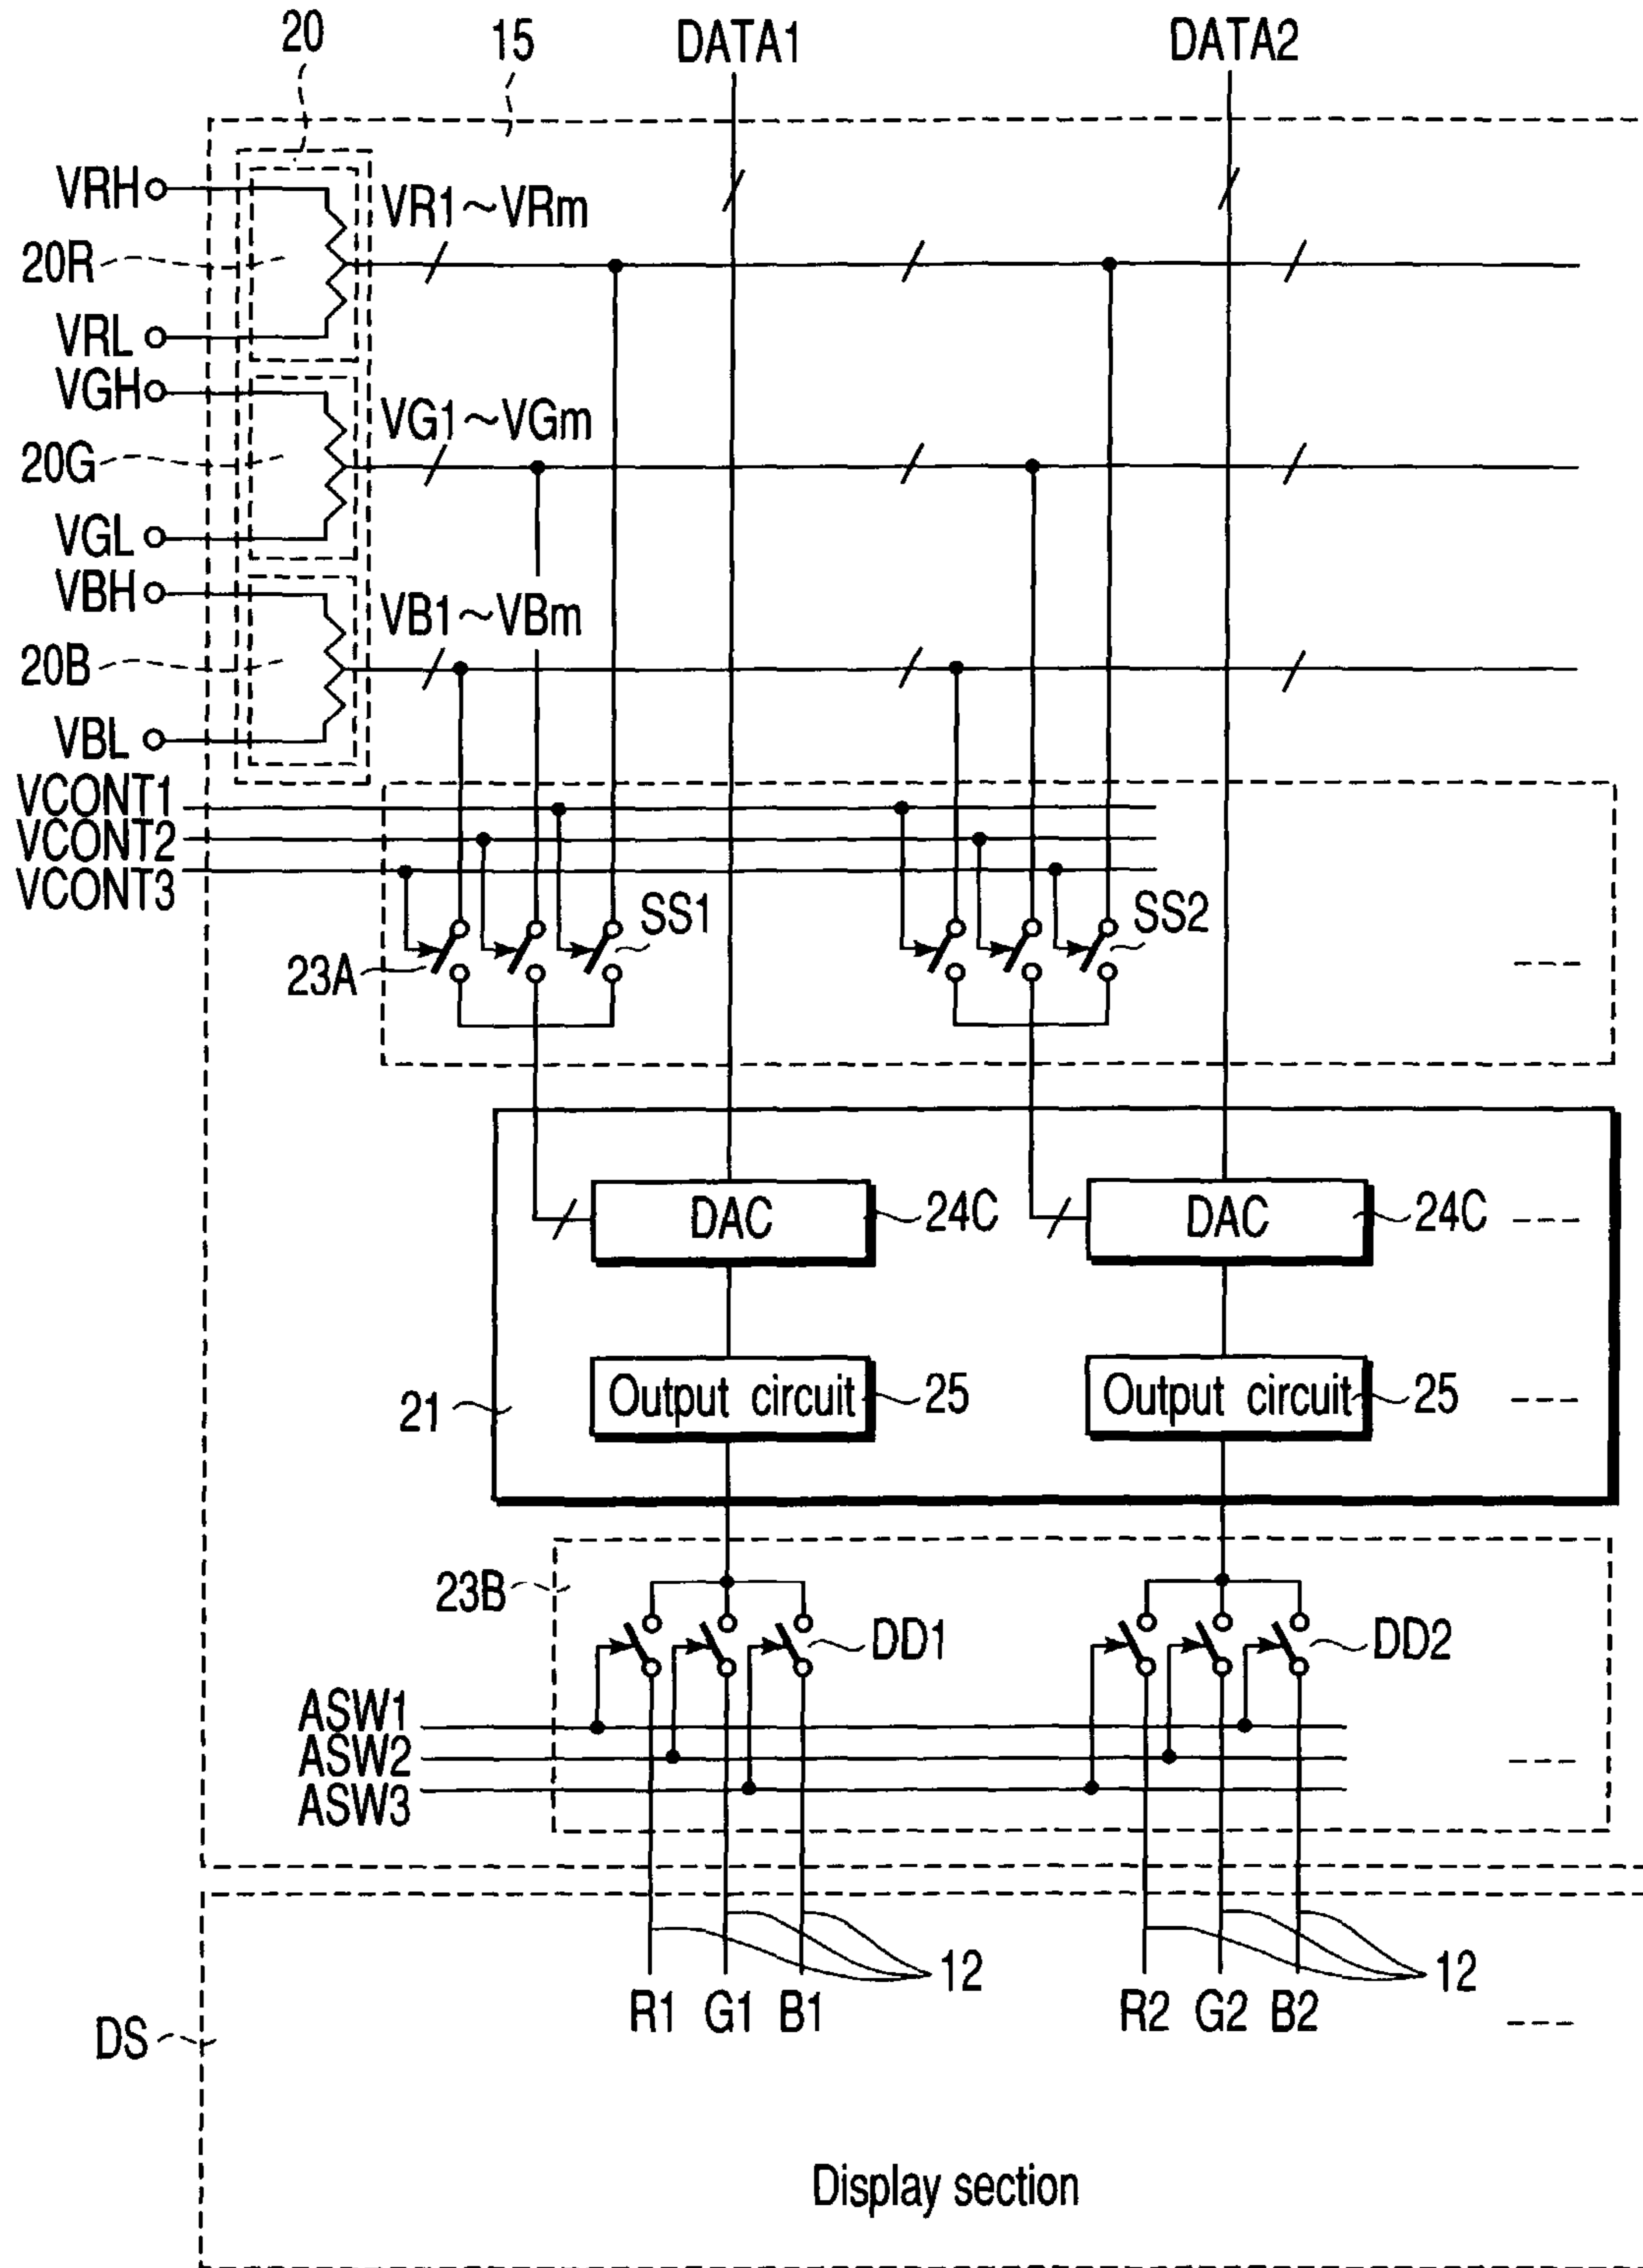 20 15 DATA1 DATA2
VRH
VR1~VRm
20R
VRL
VGH
VG1~VGm
20G
VGL
VBH
VB1~VBm
20B
VBL
VCONT1
VCONT2
VCONT3
SS1 SS2
23A ---
DAC 24C DAC 24C ---
21 Output circuit 25 Output circuit 25 ---
23B
DD1 DD2
ASW1
ASW2 ---
ASW3
12 12
R1 G1 B1 R2 G2 B2 ---
DS
Display section